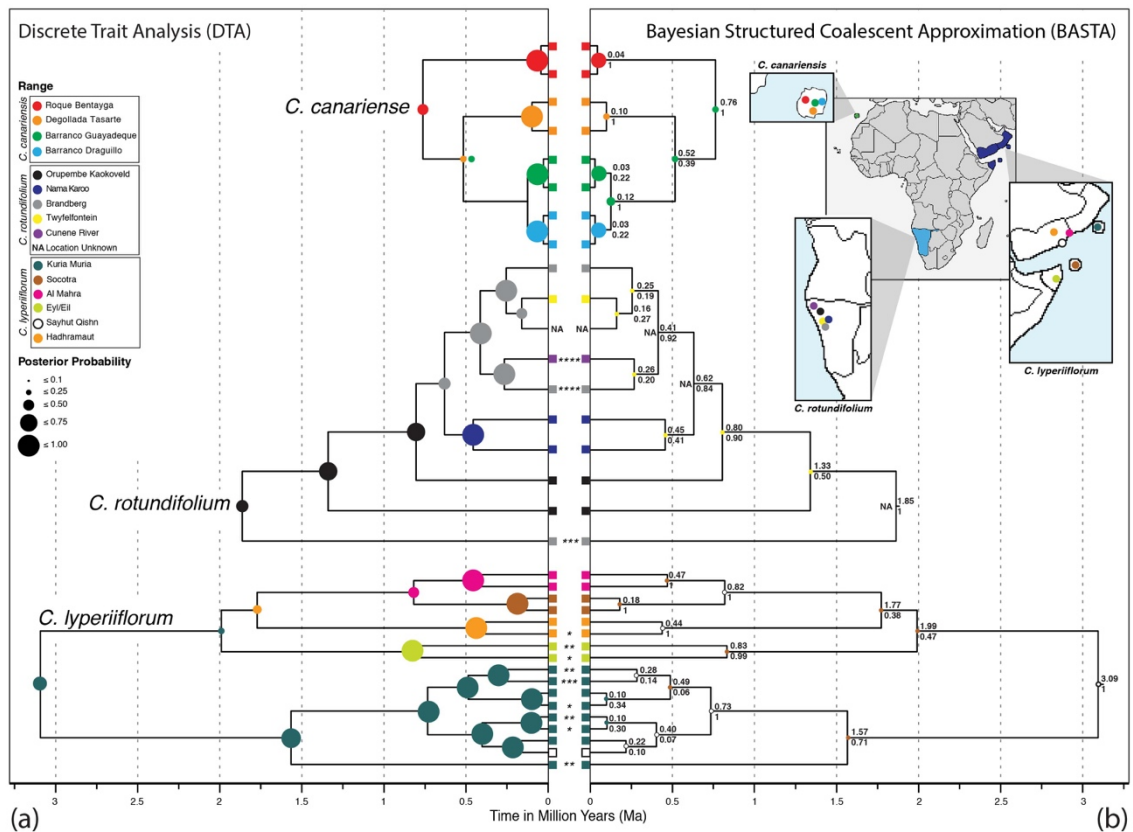 Discrete Trait Analysis (DTA)
Bayesian Structured Coalescent Approximation (BASTA)
Range
C. canariensis
Roque Bentayga
Degollada Tasarte
Barranco Guayadeque
Barranco Draguillo
C. rotundifolium
Orupembe Kaokoveld
Nama Karoo
Brandberg
Twyfelfontein
Cunene River
NA Location Unknown
C. lyperiiflorum
Kuria Muria
Socotra
Al Mahra
Eyl/Eil
Sayhut Qishn
Hadhramaut
Posterior Probability
≤ 0.1
≤ 0.25
≤ 0.50
≤ 0.75
≤ 1.00
C. canariense
C. rotundifolium
C. lyperiiflorum
NA
****
****
***
*
**
*
**
***
*
**
*
**
NA
0.04
1
0.10
1
0.76
1
0.52
0.39
0.03
0.22
0.12
1
0.03
0.22
0.25
0.19
0.16
0.27
NA
0.41
0.92
0.26
0.20
NA
0.62
0.84
0.45
0.41
0.80
0.90
1.33
0.50
NA
1.85
1
0.47
1
0.82
1
0.18
1
1.77
0.38
0.44
1
1.99
0.47
0.83
0.99
0.28
0.14
0.49
0.06
0.10
0.34
0.73
1
3.09
1
0.10
0.30
0.40
0.07
0.22
0.10
1.57
0.71
C. canariensis
C. rotundifolium
C. lyperiiflorum
3 2.5 2 1.5 1 0.5 0
0 0.5 1 1.5 2 2.5 3
Time in Million Years (Ma)
(a)
(b)